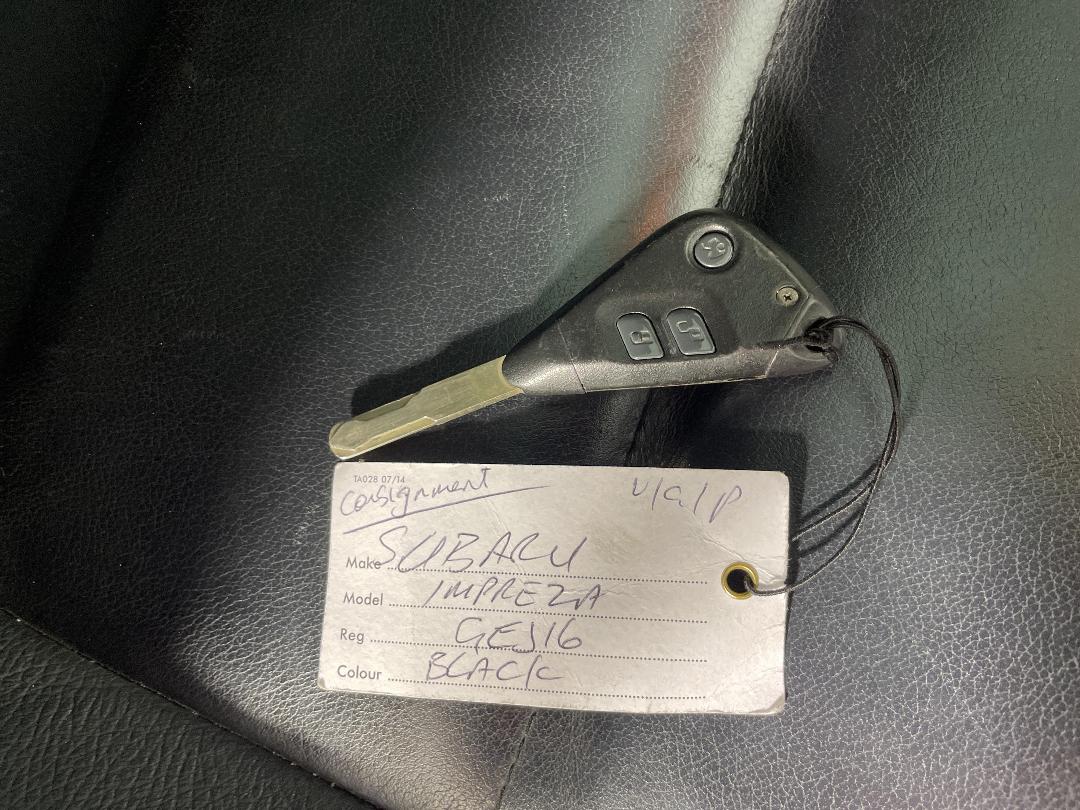 TA028 07/14
consignment
Make SUBARU
Model IMPREZA
Reg GEJ16
Colour BLACK